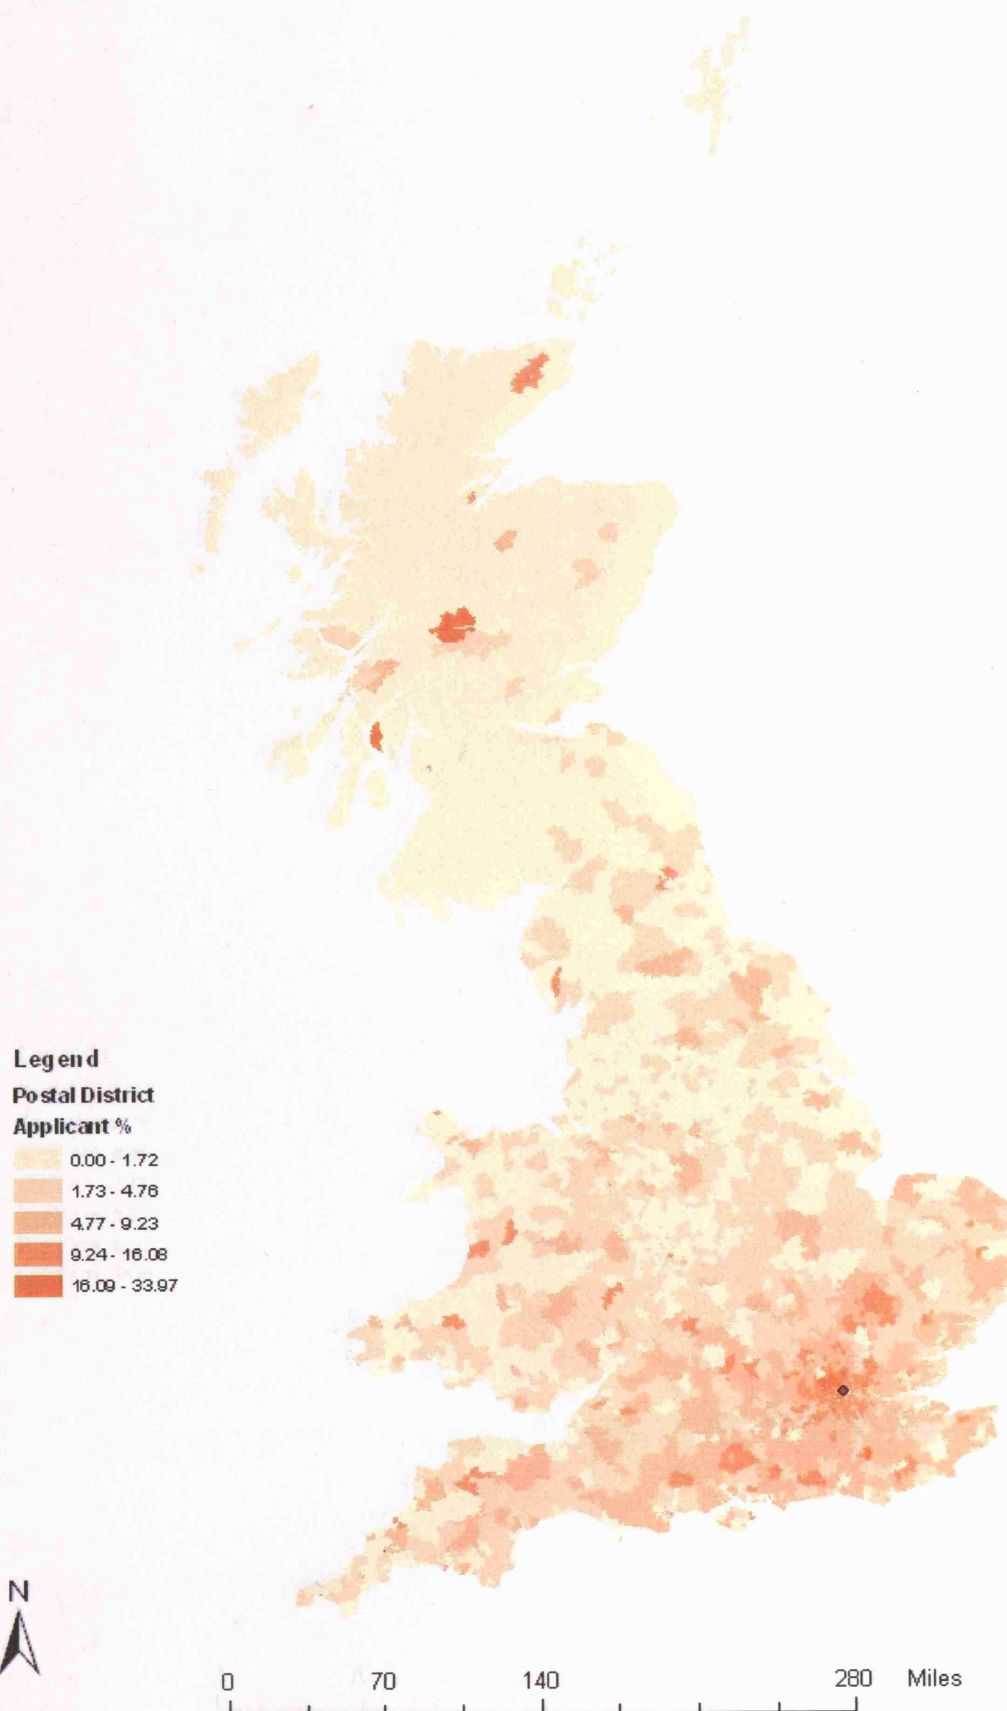 Legend
Postal District
Applicant %
0.00 - 1.72
1.73 - 4.76
4.77 - 9.23
9.24 - 16.08
16.09 - 33.97
N
0 70 140 280 Miles